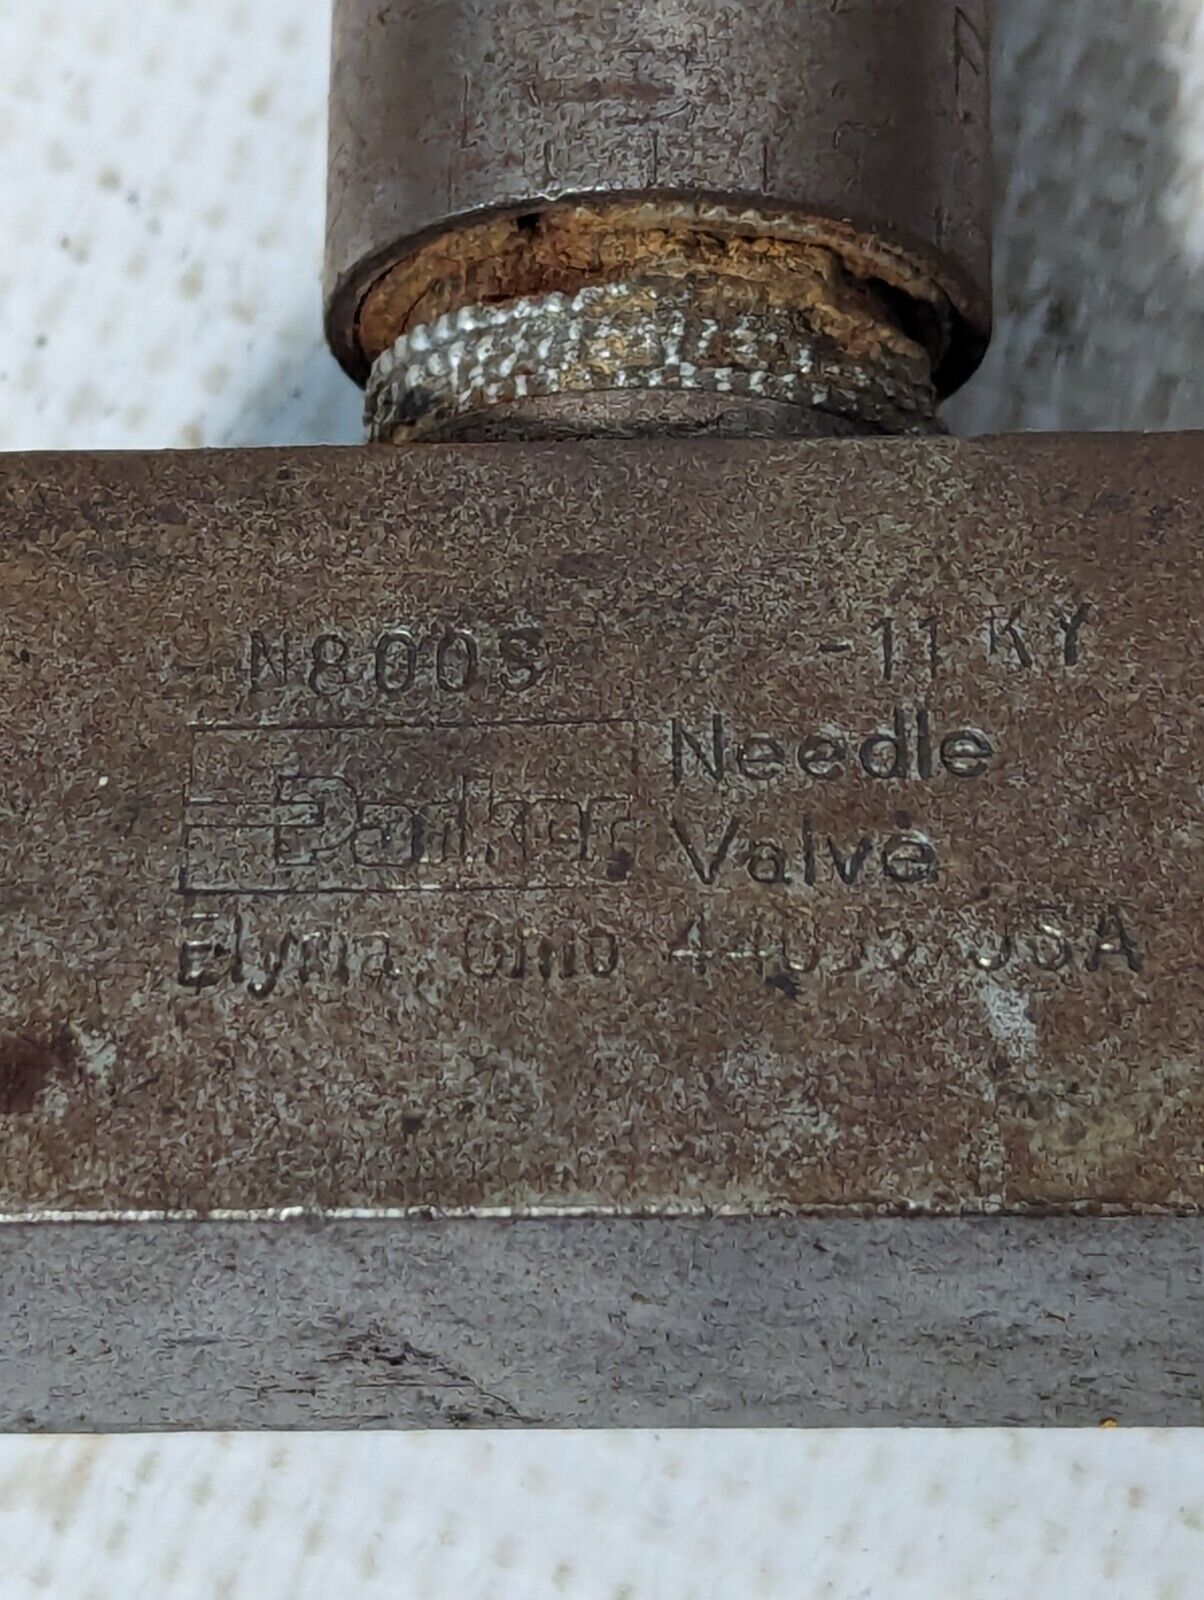 N800S -11 KY
Parker
Needle
Valve
Elyria, Ohio 44035 USA